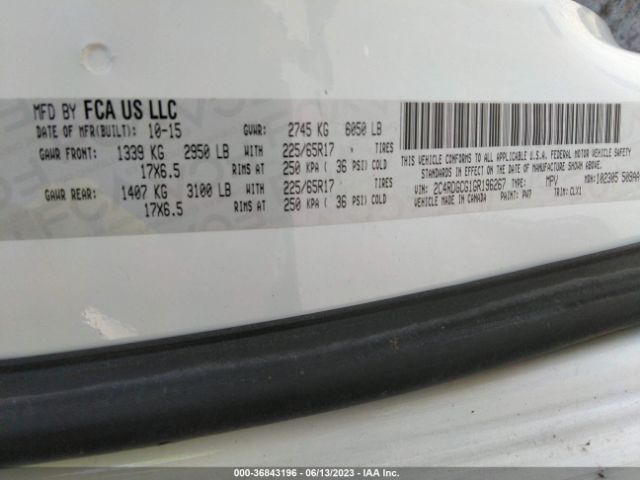 MFD BY FCA US LLC
DATE OF MFR(BUILT): 10-15 GVWR: 2745 KG 6050 LB
GAWR FRONT: 1339 KG 2950 LB WITH 225/65R17 TIRES
17X6.5 RIMS AT 250 KPA ( 36 PSI) COLD
GAWR REAR: 1407 KG 3100 LB WITH 225/65R17 TIRES
17X6.5 RIMS AT 250 KPA ( 36 PSI) COLD
THIS VEHICLE CONFORMS TO ALL APPLICABLE U.S.A. FEDERAL MOTOR VEHICLE SAFETY
STANDARDS IN EFFECT ON THE DATE OF MANUFACTURE SHOWN ABOVE.
VIN: 2C4RDGCG1GR196267 TYPE: MPV MDH: 102305 509AA
VEHICLE MADE IN CANADA PAINT: PW7 TRIM: CLX1
000-36843196 - 06/13/2023 - IAA Inc.